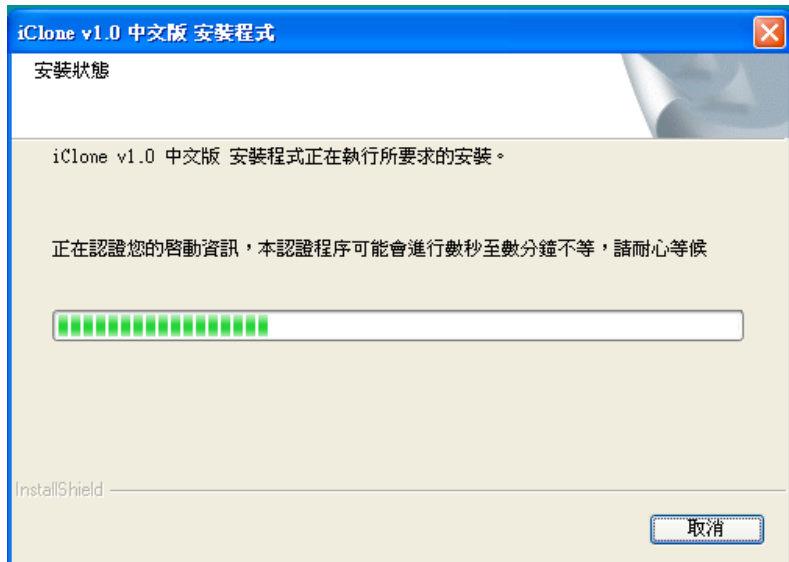 iClone v1.0 中文版 安裝程式
安裝狀態
iClone v1.0 中文版 安裝程式正在執行所要求的安裝。
正在認證您的啓動資訊，本認證程序可能會進行數秒至數分鐘不等，請耐心等候
InstallShield
取消